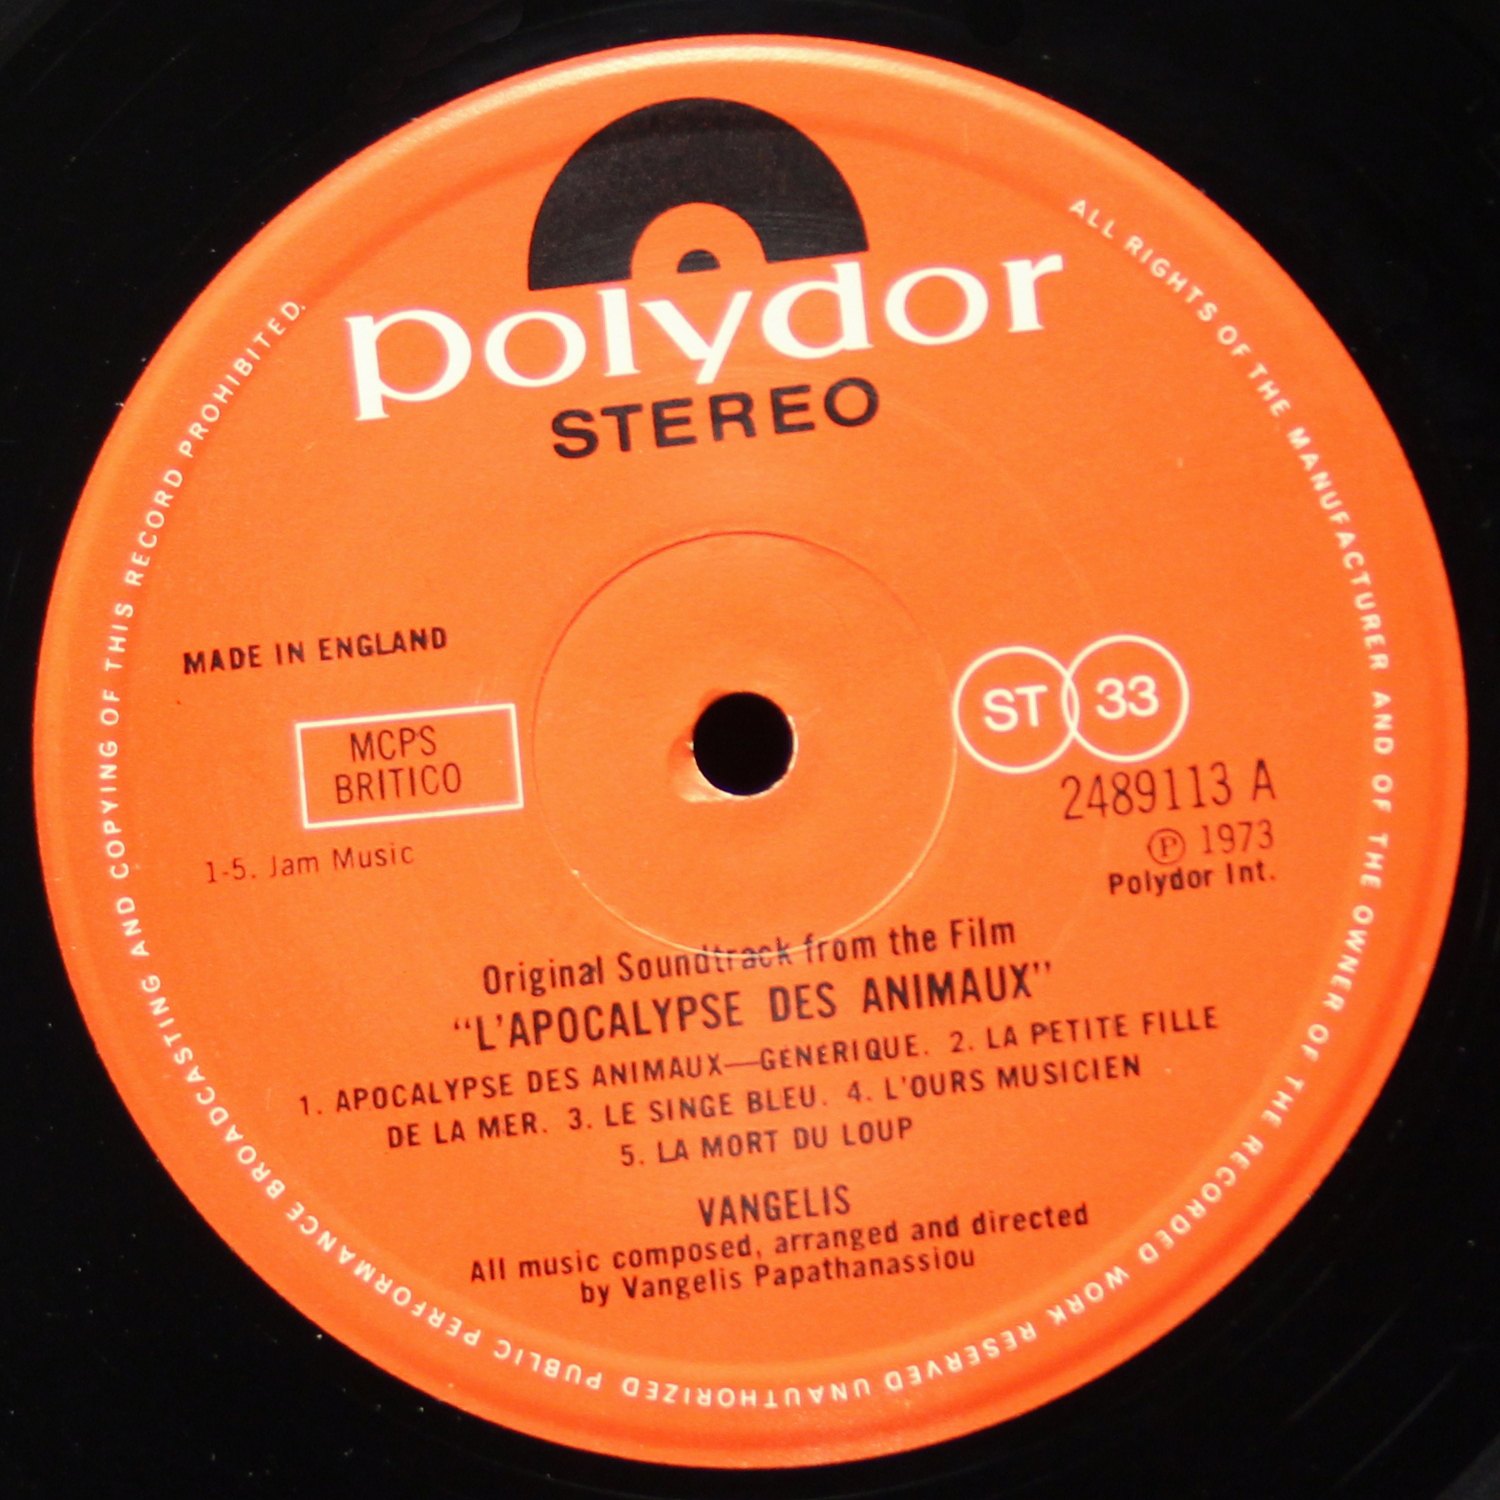 polydor
STEREO
MADE IN ENGLAND
MCPS
BRITICO
1-5. Jam Music
ST 33
2489113 A
Ⓟ 1973
Polydor Int.
Original Soundtrack from the Film
“L'APOCALYPSE DES ANIMAUX”
1. APOCALYPSE DES ANIMAUX—GENERIQUE. 2. LA PETITE FILLE
DE LA MER. 3. LE SINGE BLEU. 4. L'OURS MUSICIEN
5. LA MORT DU LOUP
VANGELIS
All music composed, arranged and directed
by Vangelis Papathanassiou
ALL RIGHTS OF THE MANUFACTURER AND OF THE OWNER OF THE RECORDED WORK RESERVED UNAUTHORIZED PUBLIC PERFORMANCE BROADCASTING AND COPYING OF THIS RECORD PROHIBITED.